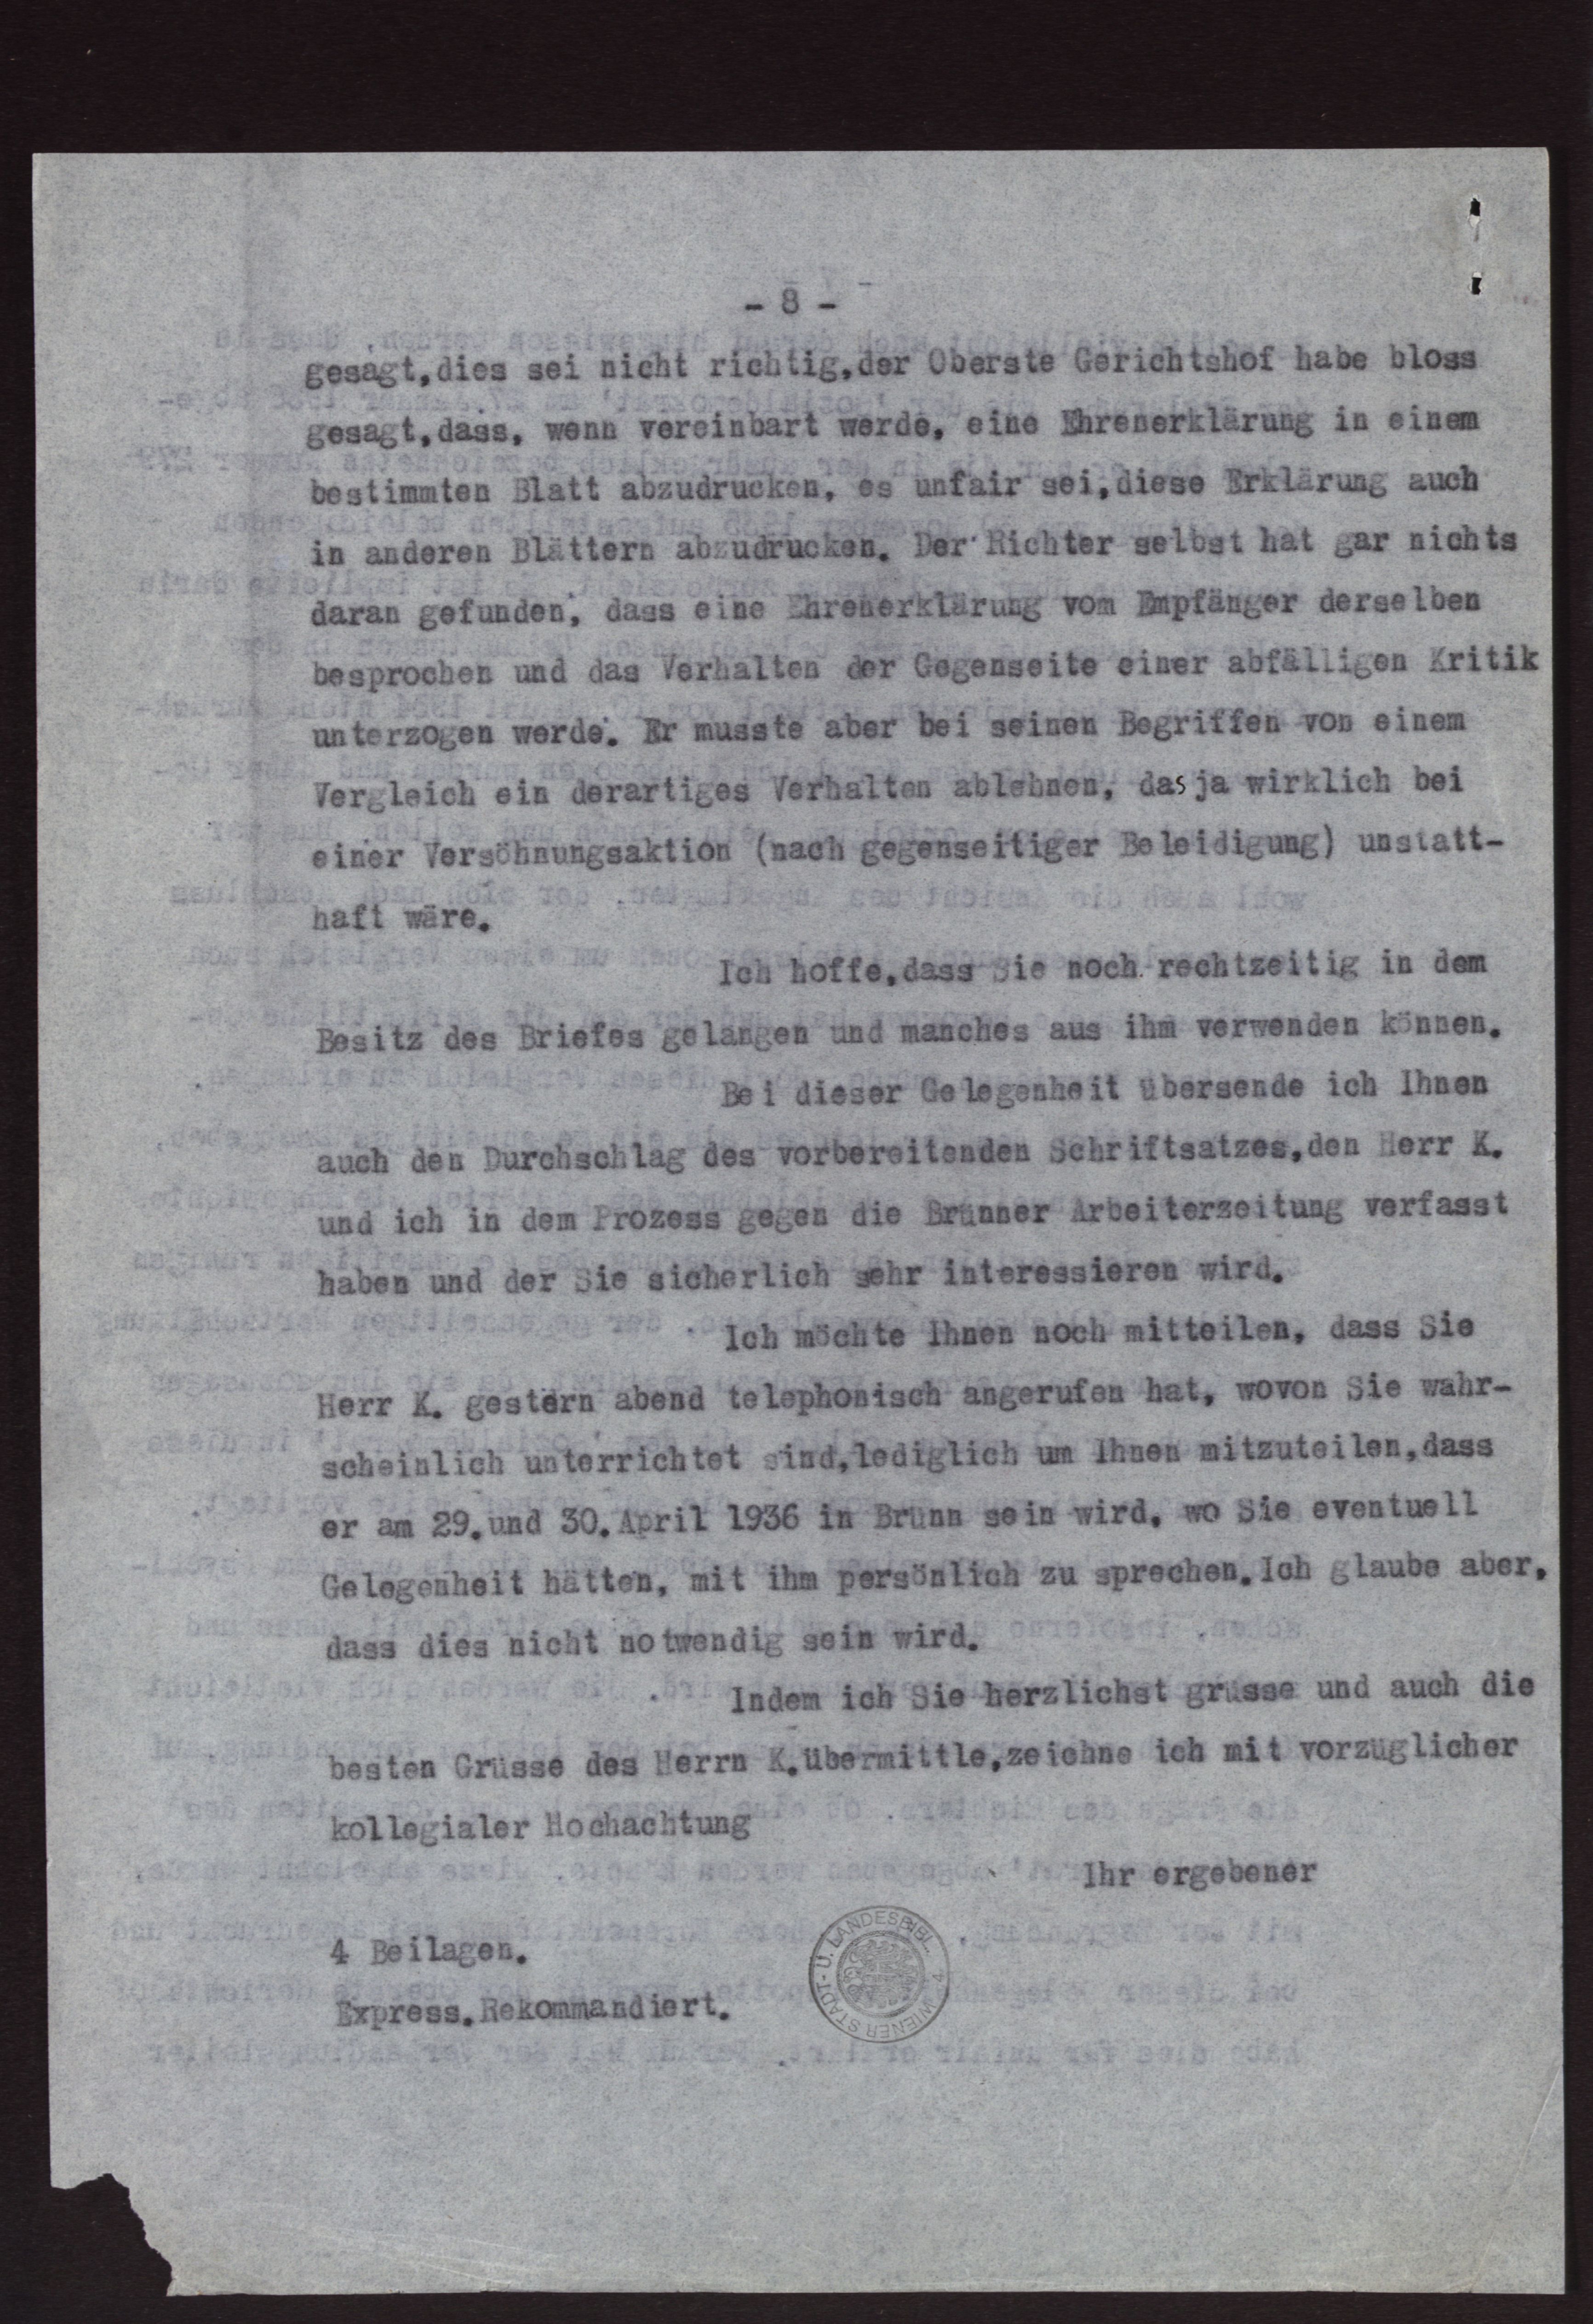 - 8 -
gesagt,dies sei nicht richtig,der Oberste Gerichtshof habe bloss
gesagt,dass, wenn vereinbart werde, eine Ehrenerklärung in einem
bestimmten Blatt abzudrucken, es unfair sei,diese Erklärung auch
in anderen Blättern abzudrucken. Der Richter selbst hat gar nichts
daran gefunden, dass eine Ehrenerklärung vom Empfänger derselben
besprochen und das Verhalten der Gegenseite einer abfälligen Kritik
unterzogen werde. Er musste aber bei seinen Begriffen von einem
Vergleich ein derartiges Verhalten ablehnen, das ja wirklich bei
einer Versöhnungsaktion (nach gegenseitiger Beleidigung) unstatt-
haft wäre.
Ich hoffe,dass Sie noch rechtzeitig in dem
Besitz des Briefes gelangen und manches aus ihm verwenden können.
Bei dieser Gelegenheit übersende ich Ihnen
auch den Durchschlag des vorbereitenden Schriftsatzes,den Herr K.
und ich in dem Prozess gegen die Brünner Arbeiterzeitung verfasst
haben und der Sie sicherlich sehr interessieren wird.
Ich möchte Ihnen noch mitteilen, dass Sie
Herr K. gestern abend telephonisch angerufen hat, wovon Sie wahr-
scheinlich unterrichtet sind,lediglich um Ihnen mitzuteilen,dass
er am 29.und 30.April 1936 in Brünn sein wird, wo Sie eventuell
Gelegenheit hätten, mit ihm persönlich zu sprechen.Ich glaube aber,
dass dies nicht notwendig sein wird.
Indem ich Sie herzlichst grüsse und auch die
besten Grüsse des Herrn K.übermittle,zeichne ich mit vorzüglicher
kollegialer Hochachtung
Ihr ergebener
4 Beilagen.
Express.Rekommandiert.
WIENER STADT- U. LANDESBIBL.